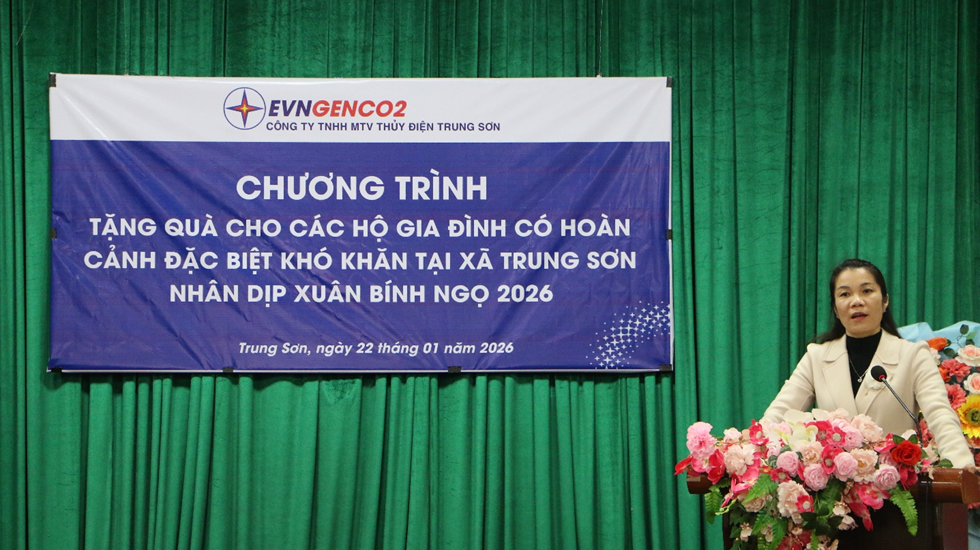 EVNGENCO2
CÔNG TY TNHH MTV THỦY ĐIỆN TRUNG SƠN
CHƯƠNG TRÌNH
TẶNG QUÀ CHO CÁC HỘ GIA ĐÌNH CÓ HOÀN
CẢNH ĐẶC BIỆT KHÓ KHĂN TẠI XÃ TRUNG SƠN
NHÂN DỊP XUÂN BÍNH NGỌ 2026
Trung Sơn, ngày 22 tháng 01 năm 2026